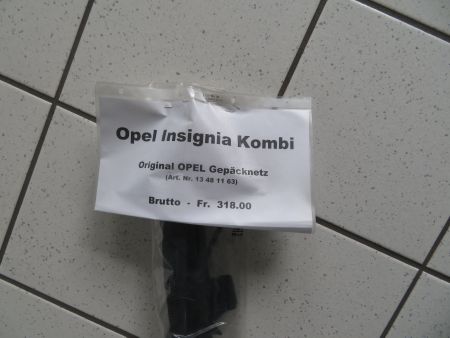 Opel Insignia Kombi
Original OPEL Gepäcknetz
(Art. Nr. 13 48 11 63)
Brutto - Fr. 318.00